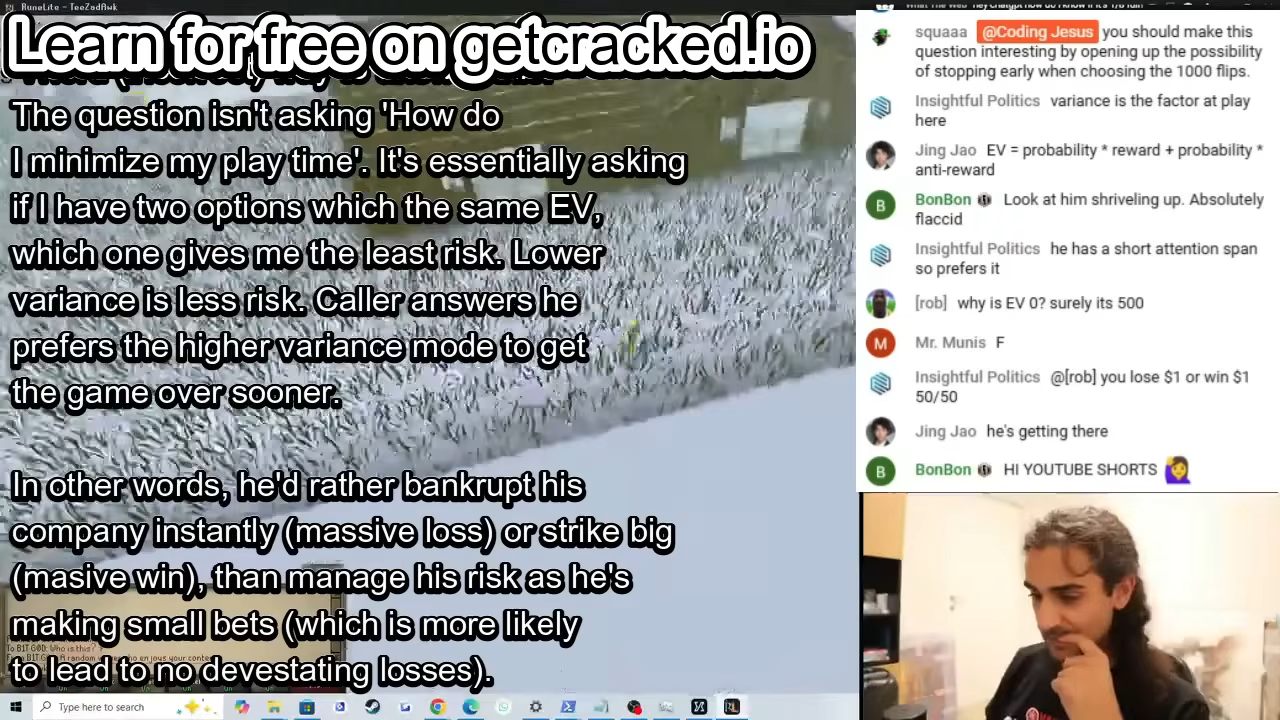 RuneLite - TeeZadAwk
Learn for free on getcracked.io
The question isn't asking 'How do
I minimize my play time'. It's essentially asking
if I have two options which the same EV,
which one gives me the least risk. Lower
variance is less risk. Caller answers he
prefers the higher variance mode to get
the game over sooner.
In other words, he'd rather bankrupt his
company instantly (massive loss) or strike big
(masive win), than manage his risk as he's
making small bets (which is more likely
to lead to no devestating losses).
Type here to search
squaaa @Coding Jesus you should make this
question interesting by opening up the possibility
of stopping early when choosing the 1000 flips.
Insightful Politics variance is the factor at play
here
Jing Jao EV = probability * reward + probability *
anti-reward
B BonBon Look at him shriveling up. Absolutely
flaccid
Insightful Politics he has a short attention span
so prefers it
[rob] why is EV 0? surely its 500
M Mr. Munis F
Insightful Politics @[rob] you lose $1 or win $1
50/50
Jing Jao he's getting there
B BonBon HI YOUTUBE SHORTS 🙋‍♀️